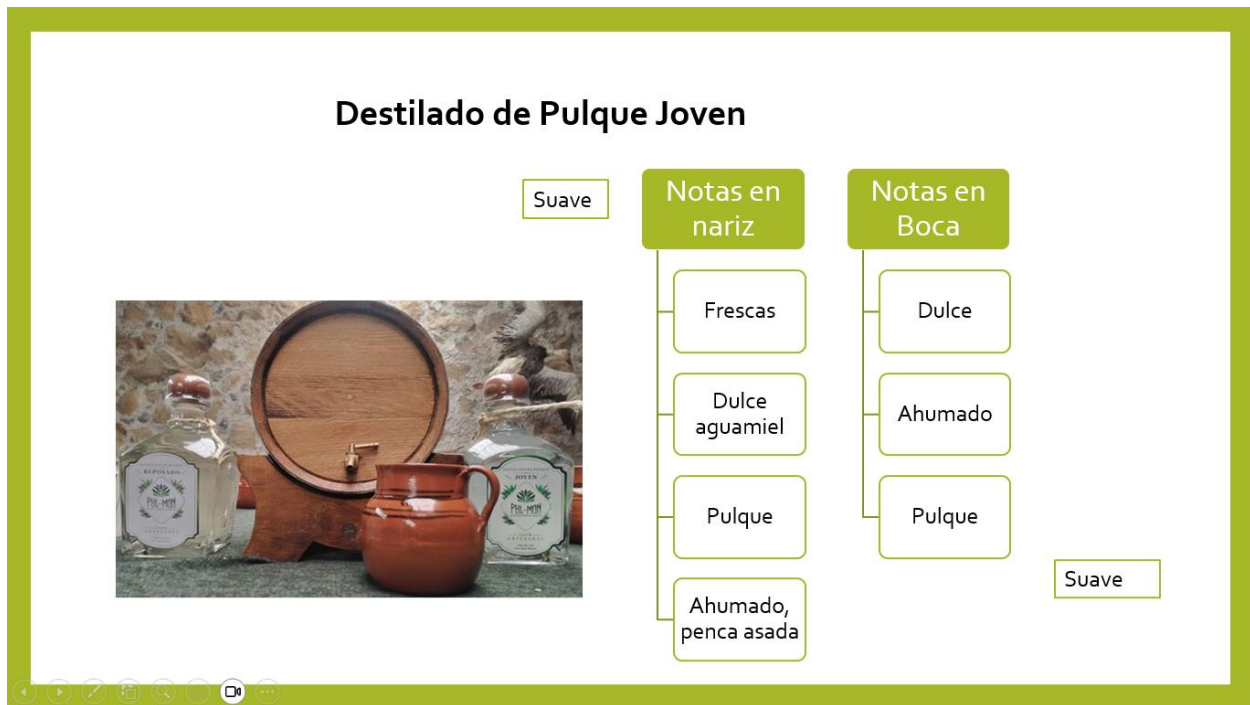 Destilado de Pulque Joven
Suave
Notas en
nariz
Frescas
Dulce
aguamiel
Pulque
Ahumado,
penca asada
Notas en
Boca
Dulce
Ahumado
Pulque
Suave
REPOSADO
PUL-MON
JOVEN
PUL-MON